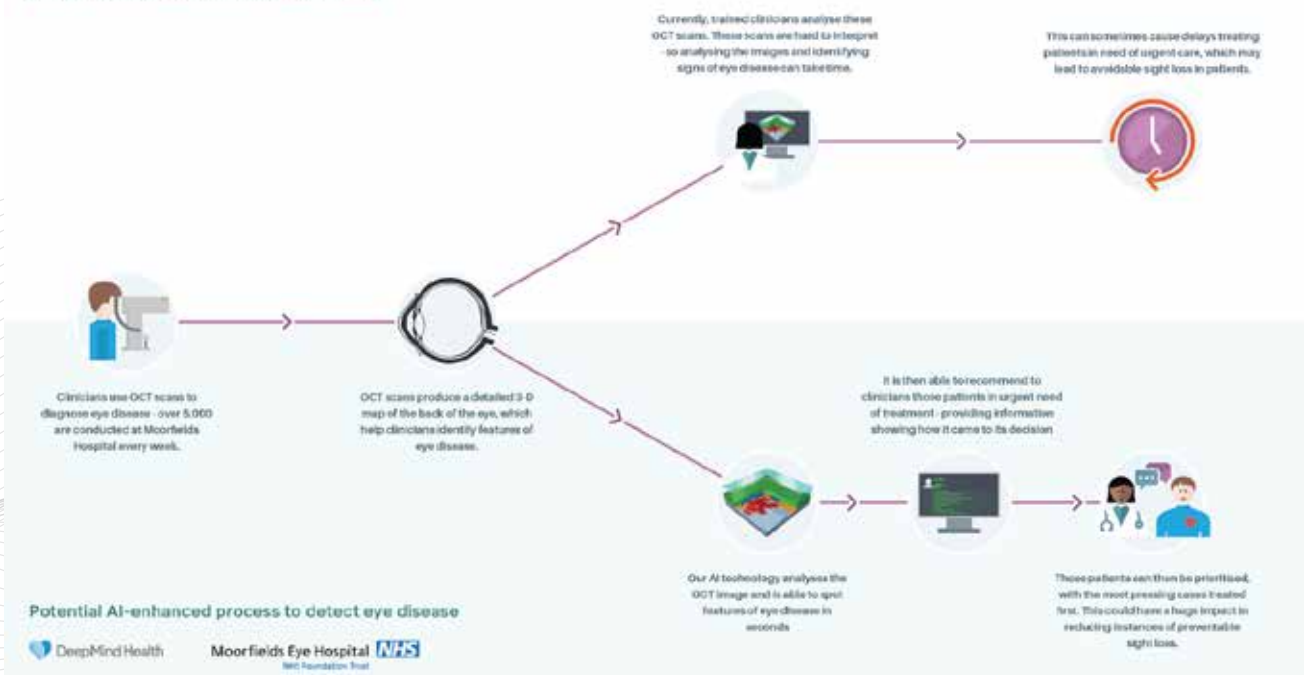 Currently, trained clinicians analyse these
OCT scans. These scans are hard to interpret
- so analysing the images and identifying
signs of eye disease can take time.
This can sometimes cause delays treating
patients in need of urgent care, which may
lead to avoidable sight loss in patients.
Clinicians use OCT scans to
diagnose eye disease - over 5,000
are conducted at Moorfields
Hospital every week.
OCT scans produce a detailed 3-D
map of the back of the eye, which
help clinicians identify features of
eye disease.
It is then able to recommend to
clinicians those patients in urgent need
of treatment - providing information
showing how it came to its decision
Our AI technology analyses the
OCT image and is able to spot
features of eye disease in
seconds
Those patients can then be prioritised,
with the most pressing cases treated
first. This could have a huge impact in
reducing instances of preventable
sight loss.
Potential AI-enhanced process to detect eye disease
DeepMind Health
Moorfields Eye Hospital NHS
NHS Foundation Trust